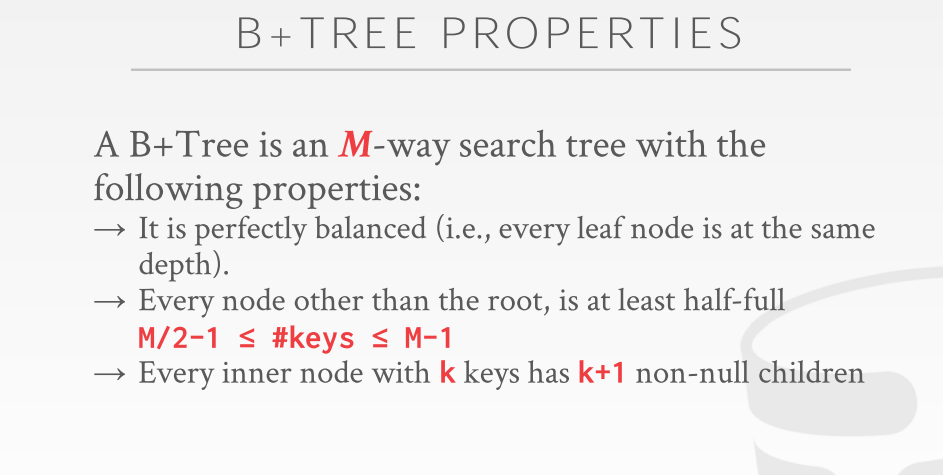 B+TREE PROPERTIES
A B+Tree is an M-way search tree with the
following properties:
→ It is perfectly balanced (i.e., every leaf node is at the same
depth).
→ Every node other than the root, is at least half-full
M/2-1 ≤ #keys ≤ M-1
→ Every inner node with k keys has k+1 non-null children